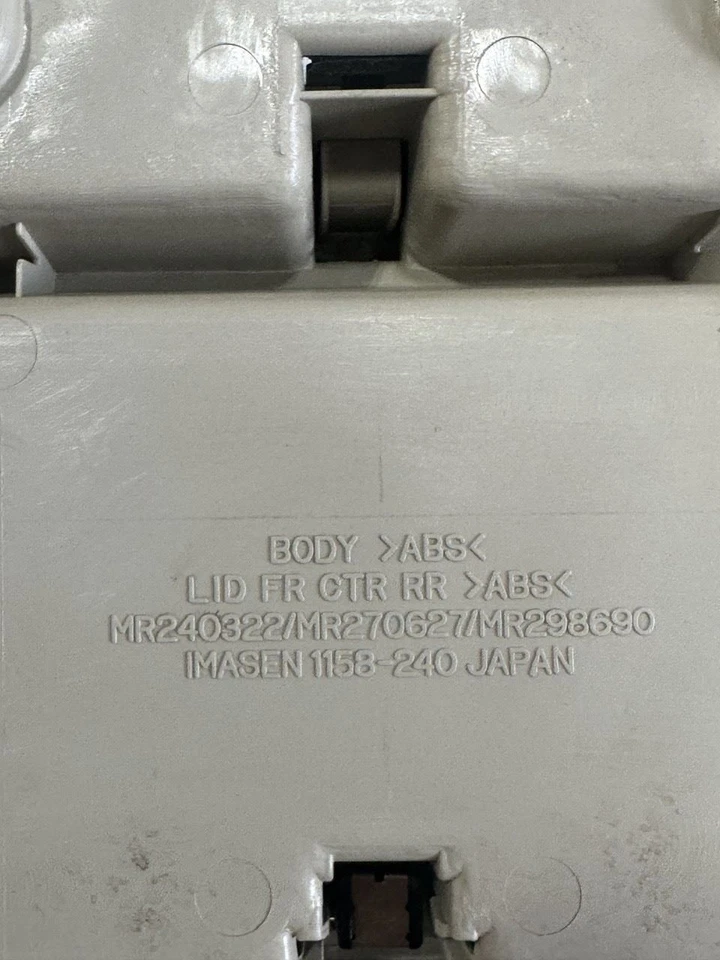 BODY >ABS<
LID FR CTR RR >ABS<
MR240322/MR270627/MR298690
IMASEN 1158-240 JAPAN